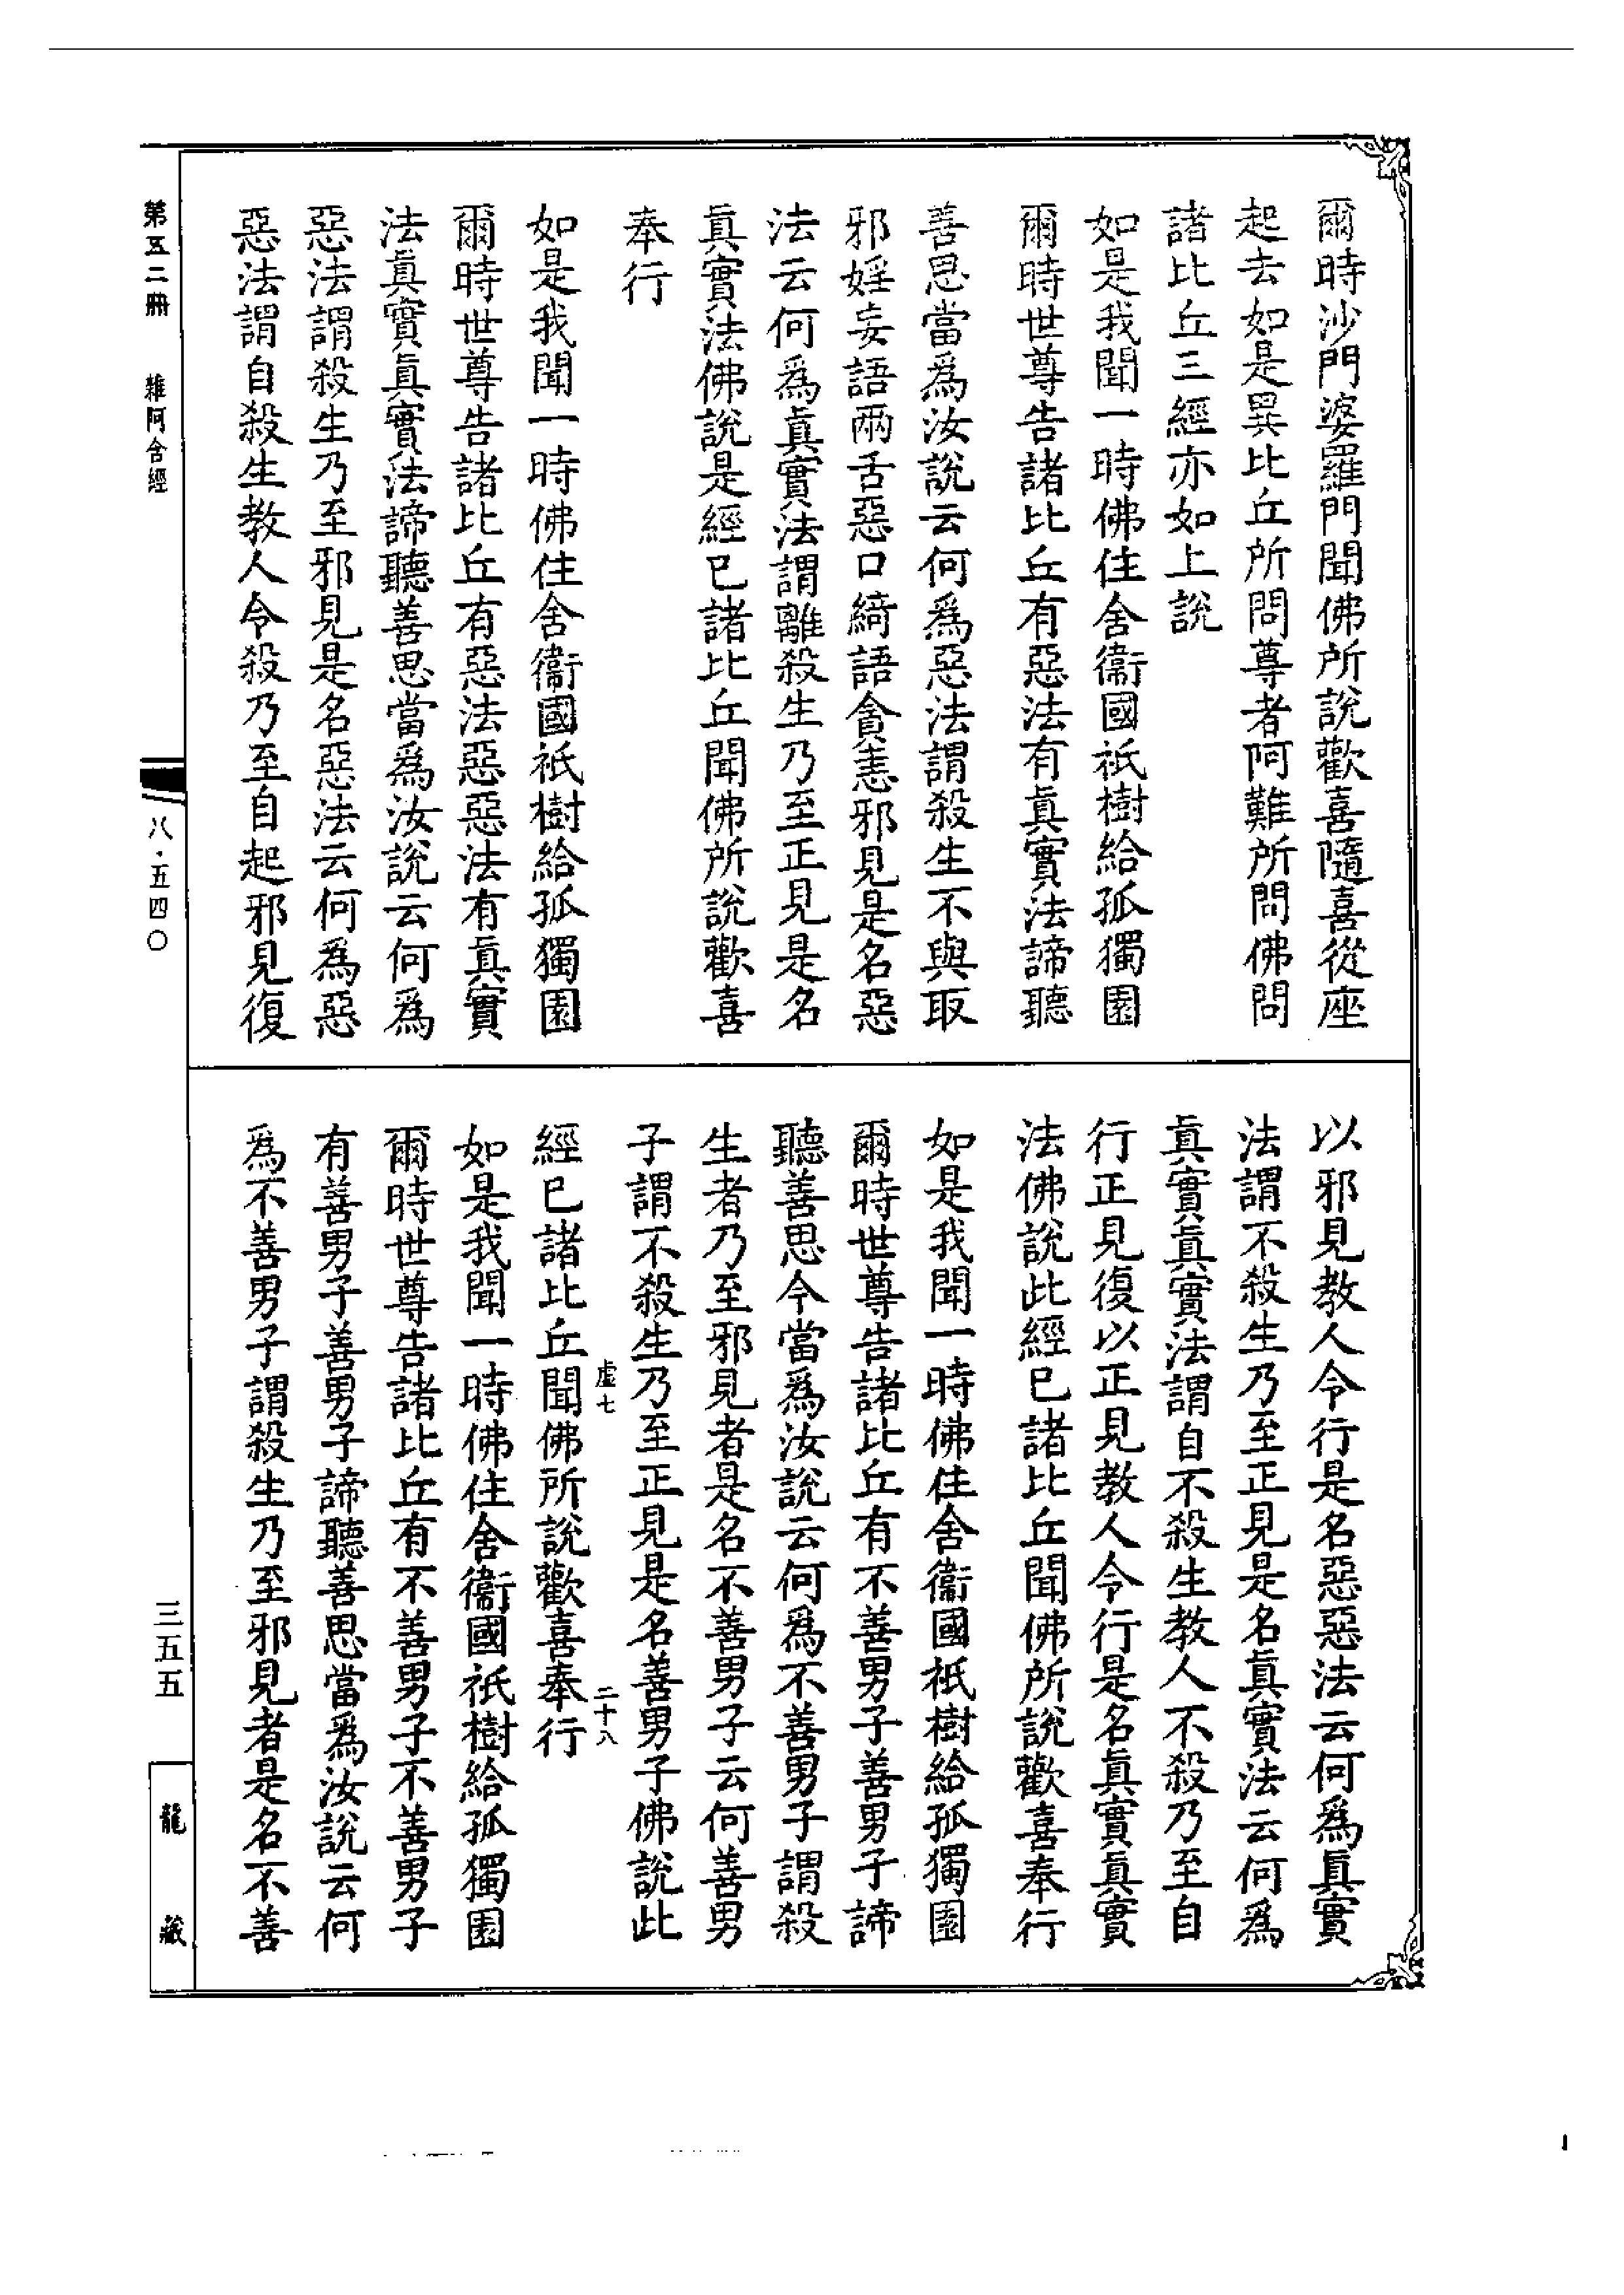 爾時沙門婆羅門聞佛所說歡喜隨喜從座
起去如是異比丘所問尊者阿難所問佛問
諸比丘三經亦如上說
如是我聞一時佛住舍衞國祇樹給孤獨園
爾時世尊告諸比丘有惡法有眞實法諦聽
善思當爲汝說云何爲惡法謂殺生不與取
邪婬妄語兩舌惡口綺語貪恚邪見是名惡
法云何爲眞實法謂離殺生乃至正見是名
眞實法佛說是經已諸比丘聞佛所說歡喜
奉行
如是我聞一時佛住舍衞國祇樹給孤獨園
爾時世尊告諸比丘有惡法惡惡法有眞實
法眞實眞實法諦聽善思當爲汝說云何爲
惡法謂殺生乃至邪見是名惡法云何爲惡
惡法謂自殺生教人令殺乃至自起邪見復
以邪見教人令行是名惡惡法云何爲眞實
法謂不殺生乃至正見是名眞實法云何爲
眞實眞實法謂自不殺生教人不殺乃至自
行正見復以正見教人令行是名眞實眞實
法佛說此經已諸比丘聞佛所說歡喜奉行
如是我聞一時佛住舍衞國祇樹給孤獨園
爾時世尊告諸比丘有不善男子善男子諦
聽善思今當爲汝說云何爲不善男子謂殺
生者乃至邪見者是名不善男子云何善男
子謂不殺生乃至正見是名善男子佛說此
虛七 二十八
經已諸比丘聞佛所說歡喜奉行
如是我聞一時佛住舍衞國祇樹給孤獨園
爾時世尊告諸比丘有不善男子不善男子
有善男子善男子諦聽善思當爲汝說云何
爲不善男子謂殺生乃至邪見者是名不善
第五二冊 雜阿含經
八·五四〇
三五五
龍藏